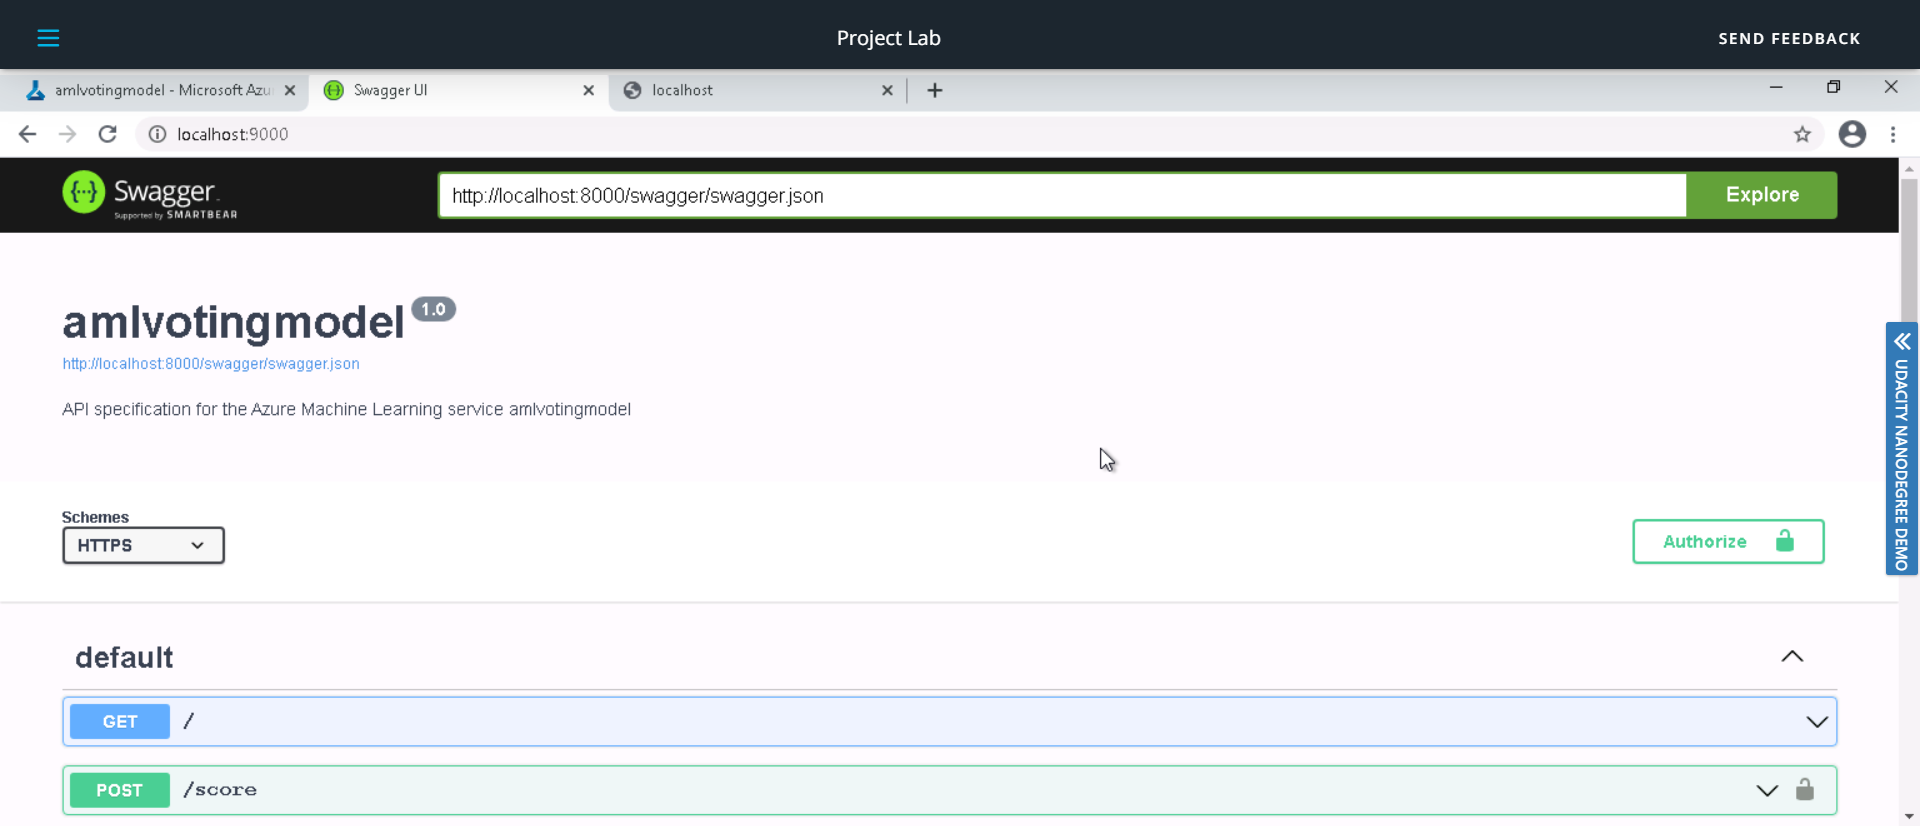 Project Lab
SEND FEEDBACK
amlvotingmodel - Microsoft Azu
Swagger UI
localhost
localhost:9000
Swagger
Supported by SMARTBEAR
http://localhost:8000/swagger/swagger.json
Explore
amlvotingmodel 1.0
http://localhost:8000/swagger/swagger.json
API specification for the Azure Machine Learning service amlvotingmodel
UDACITY NANODEGREE DEMO
Schemes
HTTPS
Authorize
default
GET /
POST /score